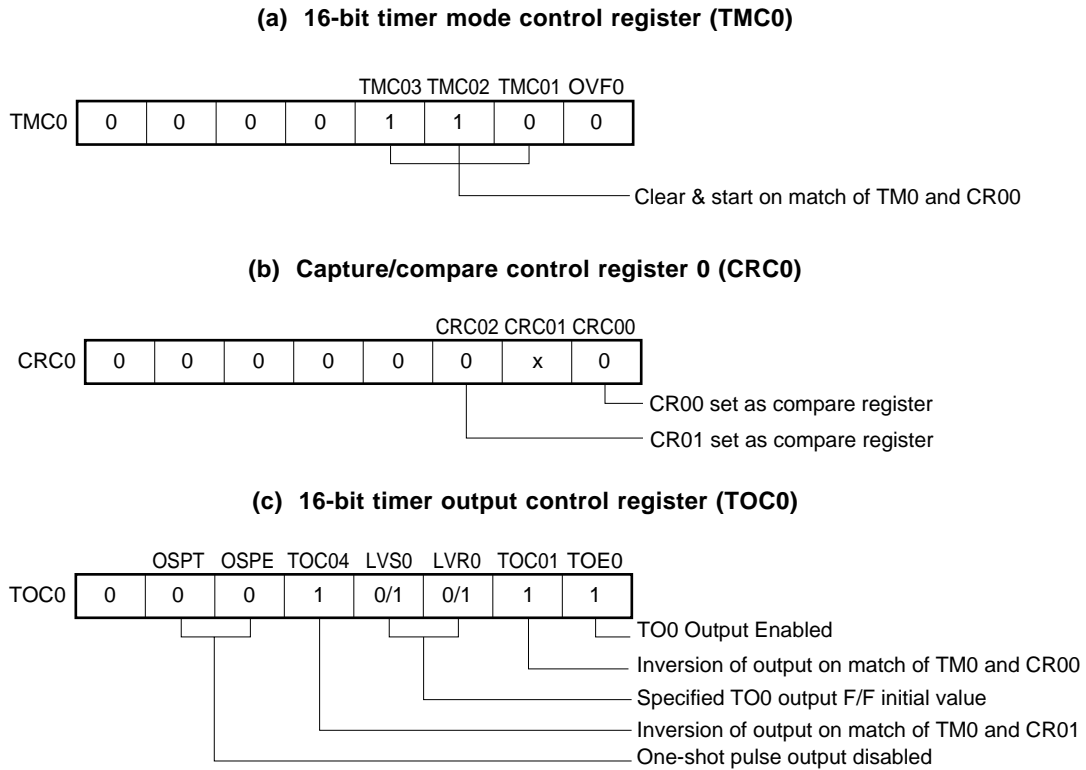 (a) 16-bit timer mode control register (TMC0)
TMC03 TMC02 TMC01 OVF0
TMC0 0 0 0 0 1 1 0 0
Clear & start on match of TM0 and CR00
(b) Capture/compare control register 0 (CRC0)
CRC02 CRC01 CRC00
CRC0 0 0 0 0 0 0 x 0
CR00 set as compare register
CR01 set as compare register
(c) 16-bit timer output control register (TOC0)
OSPT OSPE TOC04 LVS0 LVR0 TOC01 TOE0
TOC0 0 0 0 1 0/1 0/1 1 1
TO0 Output Enabled
Inversion of output on match of TM0 and CR00
Specified TO0 output F/F initial value
Inversion of output on match of TM0 and CR01
One-shot pulse output disabled